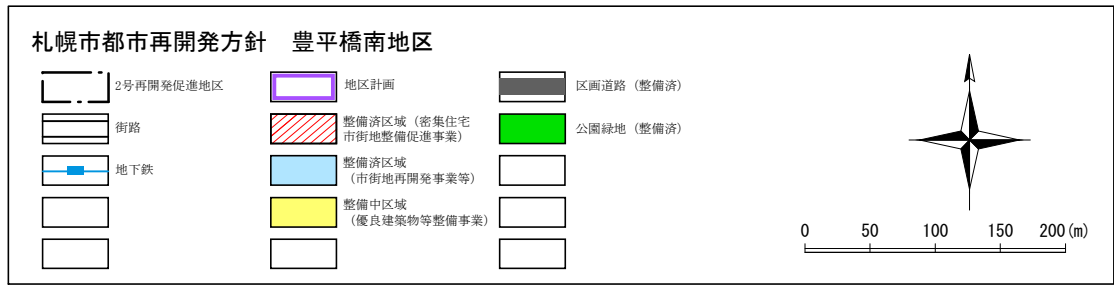 札幌市都市再開発方針　豊平橋南地区
2号再開発促進地区
街路
地下鉄
地区計画
整備済区域（密集住宅
市街地整備促進事業）
整備済区域
（市街地再開発事業等）
整備中区域
（優良建築物等整備事業）
区画道路（整備済）
公園緑地（整備済）
0 50 100 150 200(m)